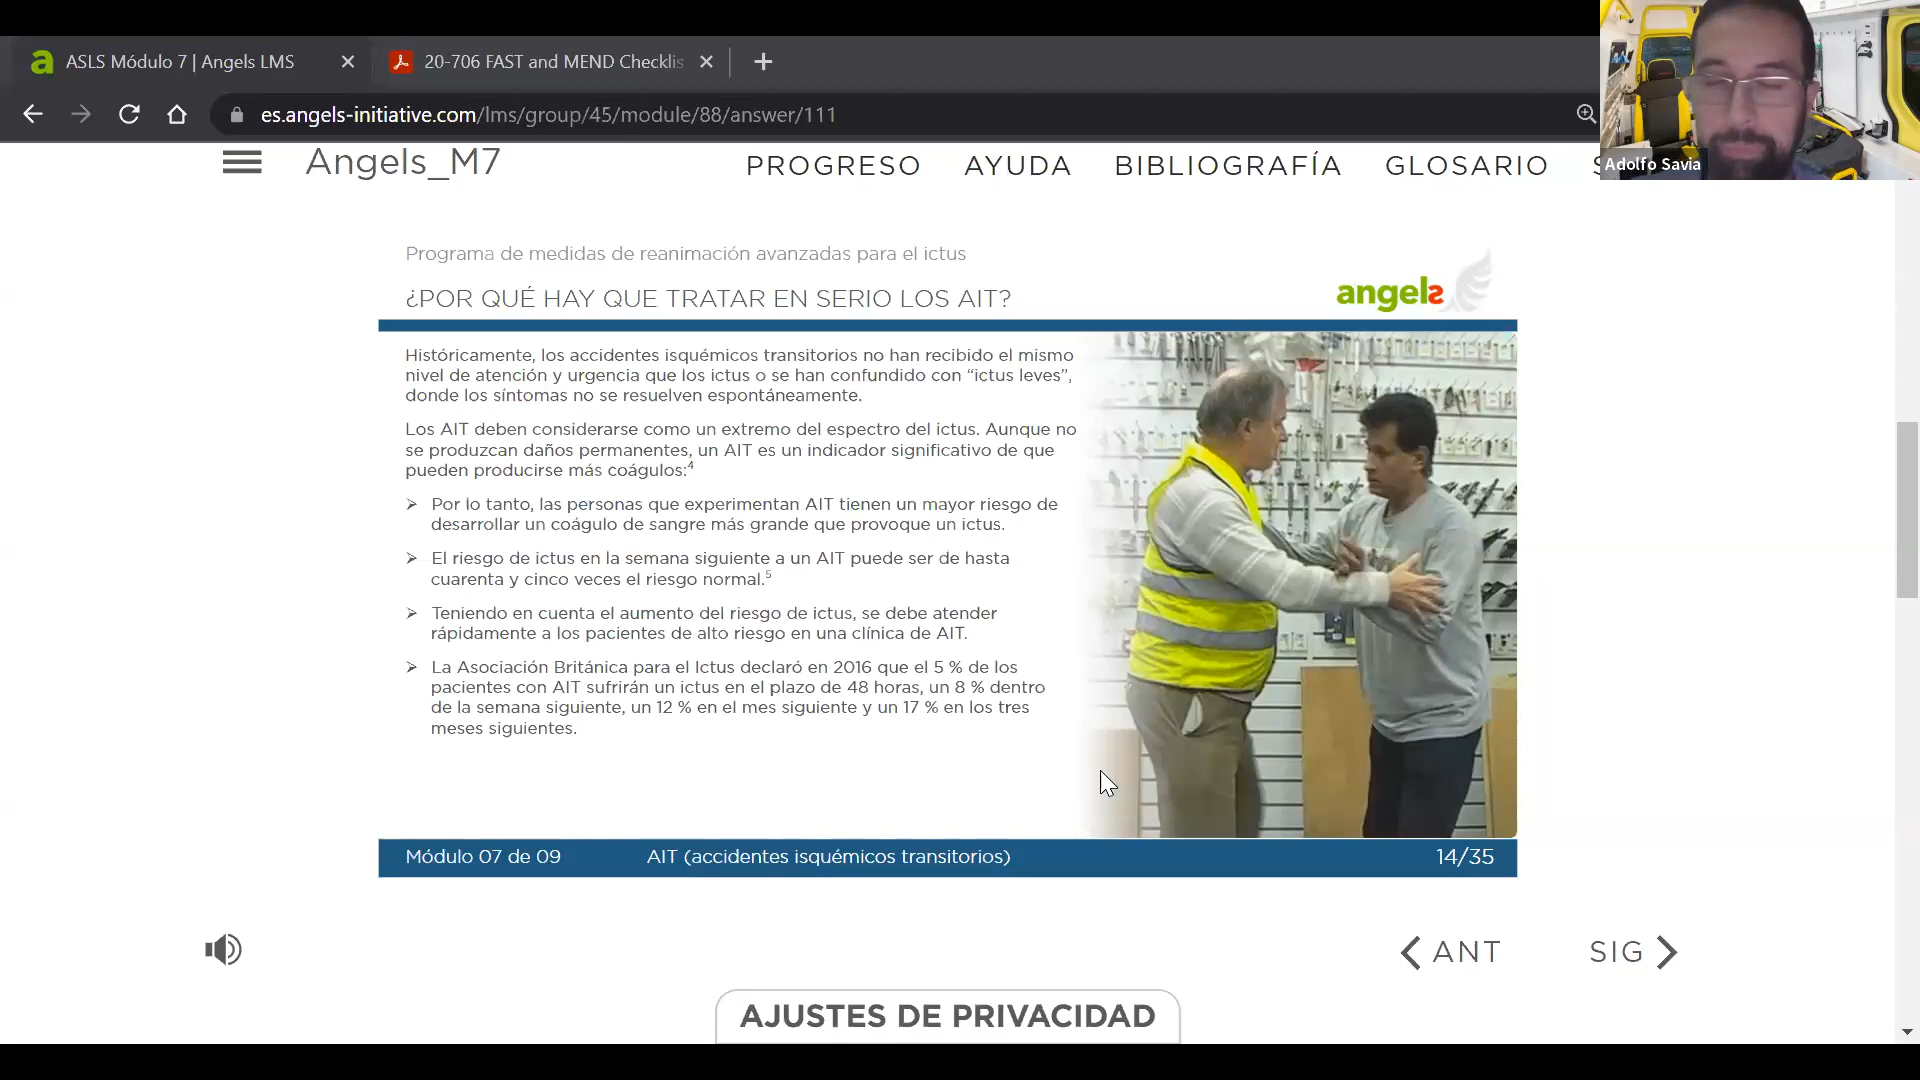 ASLS Módulo 7 | Angels LMS
20-706 FAST and MEND Checklis
es.angels-initiative.com/lms/group/45/module/88/answer/111
Adolfo Savia
Angels_M7
PROGRESO
AYUDA
BIBLIOGRAFÍA
GLOSARIO
Programa de medidas de reanimación avanzadas para el ictus
¿POR QUÉ HAY QUE TRATAR EN SERIO LOS AIT?
angels
Históricamente, los accidentes isquémicos transitorios no han recibido el mismo
nivel de atención y urgencia que los ictus o se han confundido con “ictus leves”,
donde los síntomas no se resuelven espontáneamente.
Los AIT deben considerarse como un extremo del espectro del ictus. Aunque no
se produzcan daños permanentes, un AIT es un indicador significativo de que
pueden producirse más coágulos:4
➢ Por lo tanto, las personas que experimentan AIT tienen un mayor riesgo de
desarrollar un coágulo de sangre más grande que provoque un ictus.
➢ El riesgo de ictus en la semana siguiente a un AIT puede ser de hasta
cuarenta y cinco veces el riesgo normal.5
➢ Teniendo en cuenta el aumento del riesgo de ictus, se debe atender
rápidamente a los pacientes de alto riesgo en una clínica de AIT.
➢ La Asociación Británica para el Ictus declaró en 2016 que el 5 % de los
pacientes con AIT sufrirán un ictus en el plazo de 48 horas, un 8 % dentro
de la semana siguiente, un 12 % en el mes siguiente y un 17 % en los tres
meses siguientes.
Módulo 07 de 09
AIT (accidentes isquémicos transitorios)
14/35
ANT
SIG
AJUSTES DE PRIVACIDAD